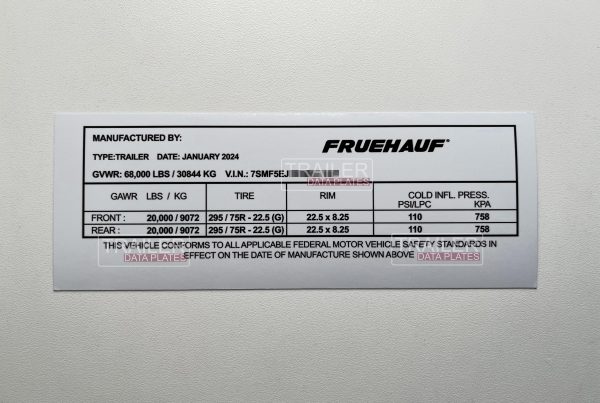 MANUFACTURED BY:
FRUEHAUF®
TYPE:TRAILER DATE: JANUARY 2024
GVWR: 68,000 LBS / 30844 KG V.I.N.: 7SMF5EJ
TRAILER
DATA PLATES
GAWR LBS / KG TIRE RIM COLD INFL. PRESS.
PSI/LPC KPA
FRONT : 20,000 / 9072 295 / 75R - 22.5 (G) 22.5 x 8.25 110 758
REAR : 20,000 / 9072 295 / 75R - 22.5 (G) 22.5 x 8.25 110 758
THIS VEHICLE CONFORMS TO ALL APPLICABLE FEDERAL MOTOR VEHICLE SAFETY STANDARDS IN
EFFECT ON THE DATE OF MANUFACTURE SHOWN ABOVE
TRAILER
DATA PLATES
TRAILER
DATA PLATES